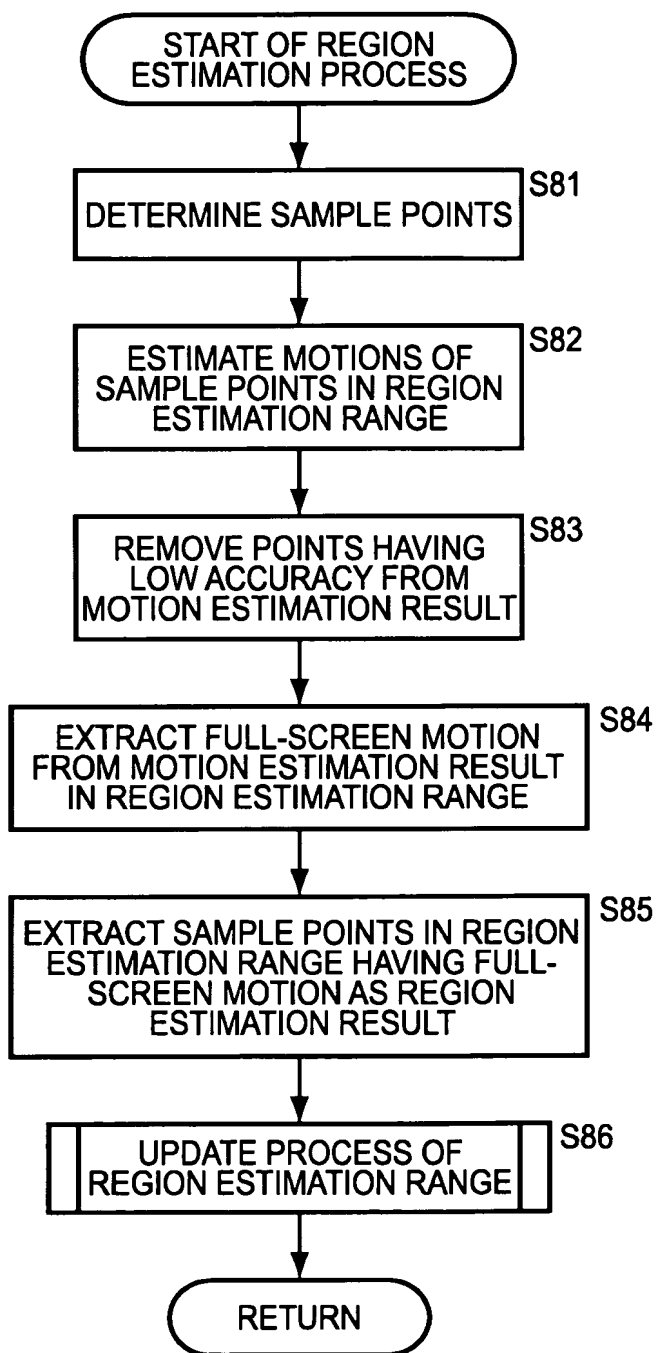 START OF REGION
ESTIMATION PROCESS
S81
DETERMINE SAMPLE POINTS
S82
ESTIMATE MOTIONS OF
SAMPLE POINTS IN REGION
ESTIMATION RANGE
S83
REMOVE POINTS HAVING
LOW ACCURACY FROM
MOTION ESTIMATION RESULT
S84
EXTRACT FULL-SCREEN MOTION
FROM MOTION ESTIMATION RESULT
IN REGION ESTIMATION RANGE
S85
EXTRACT SAMPLE POINTS IN REGION
ESTIMATION RANGE HAVING FULL-
SCREEN MOTION AS REGION
ESTIMATION RESULT
S86
UPDATE PROCESS OF
REGION ESTIMATION RANGE
RETURN